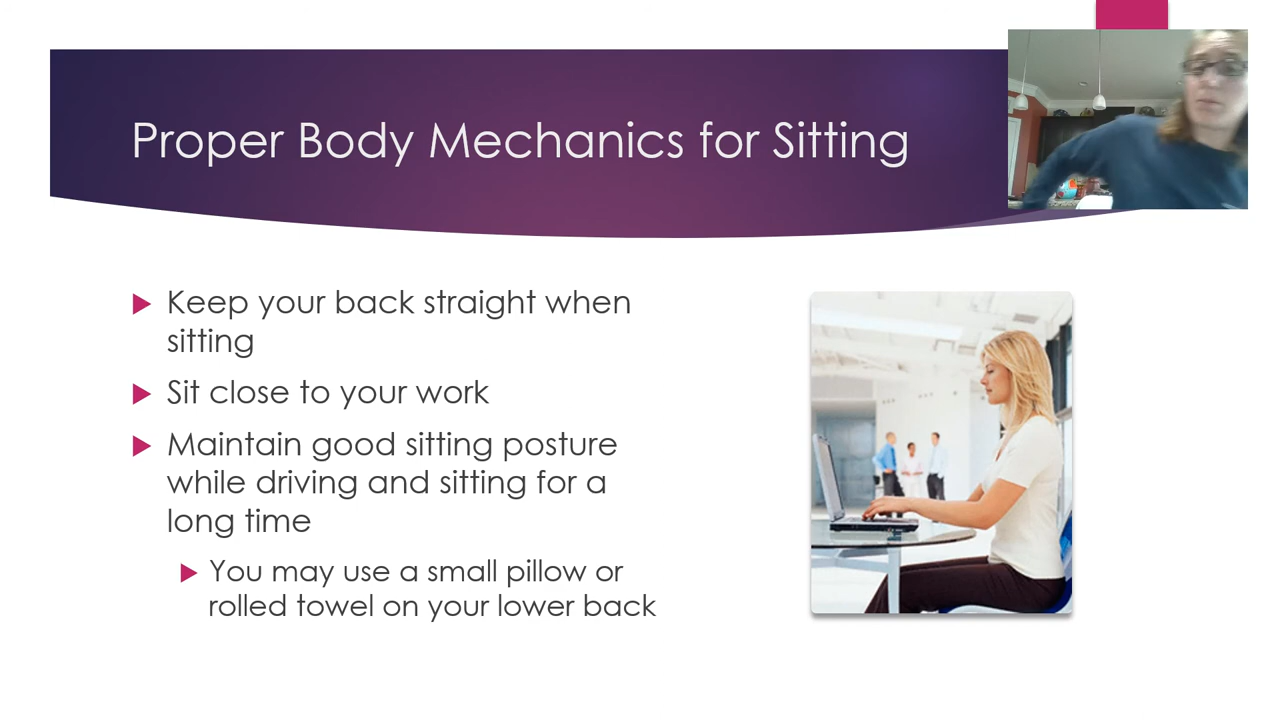 Proper Body Mechanics for Sitting
Keep your back straight when
sitting
Sit close to your work
Maintain good sitting posture
while driving and sitting for a
long time
You may use a small pillow or
rolled towel on your lower back